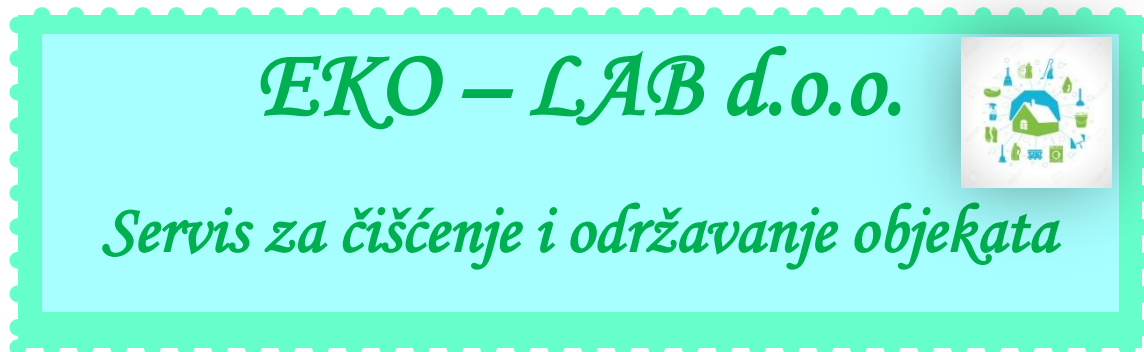 EKO – LAB d.o.o.
Servis za čišćenje i održavanje objekata